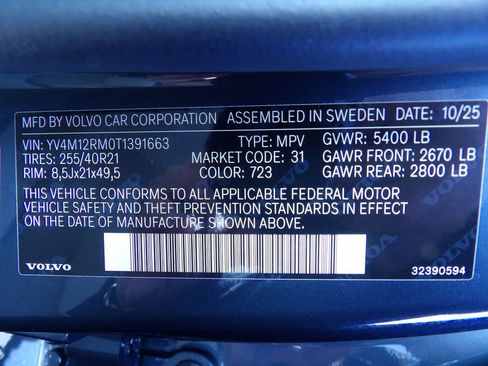 MFD BY VOLVO CAR CORPORATION ASSEMBLED IN SWEDEN DATE: 10/25
VIN: YV4M12RM0T1391663 TYPE: MPV GVWR: 5400 LB
TIRES: 255/40R21 MARKET CODE: 31 GAWR FRONT: 2670 LB
RIM: 8,5Jx21x49,5 COLOR: 723 GAWR REAR: 2800 LB
THIS VEHICLE CONFORMS TO ALL APPLICABLE FEDERAL MOTOR
VEHICLE SAFETY AND THEFT PREVENTION STANDARDS IN EFFECT
ON THE DATE OF MANUFACTURE SHOWN ABOVE.
VOLVO 32390594